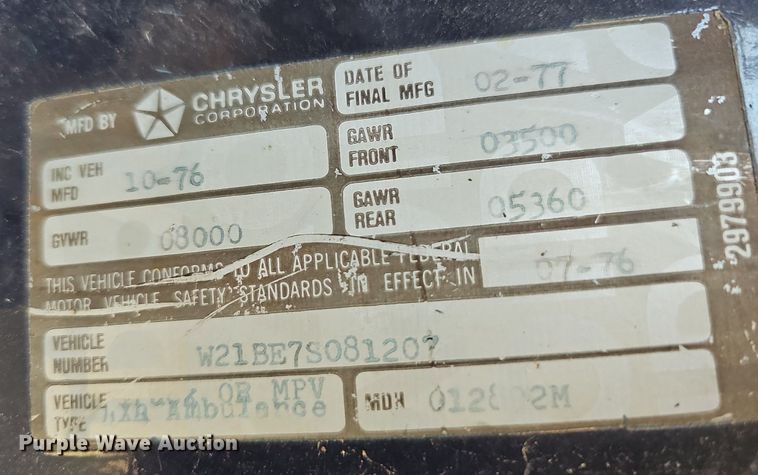 MFD BY CHRYSLER CORPORATION
DATE OF FINAL MFG 02-77
INC VEH MFD 10-76
GAWR FRONT 03500
GVWR 08000
GAWR REAR 05360
THIS VEHICLE CONFORMS TO ALL APPLICABLE FEDERAL
MOTOR VEHICLE SAFETY STANDARDS IN EFFECT IN 07-76
VEHICLE NUMBER W21BE7S081207
VEHICLE TYPE OR MPV Ambulance
MDH
2979903
Purple Wave Auction